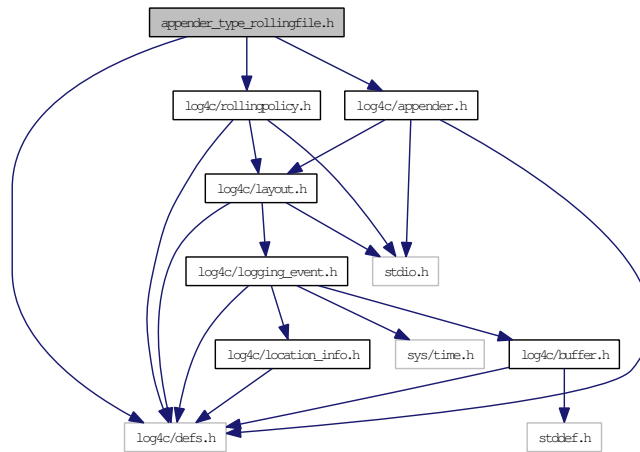 appender_type_rollingfile.h
log4c/rollingpolicy.h
log4c/appender.h
log4c/layout.h
log4c/logging_event.h
stdio.h
log4c/location_info.h
sys/time.h
log4c/buffer.h
log4c/defs.h
stddef.h